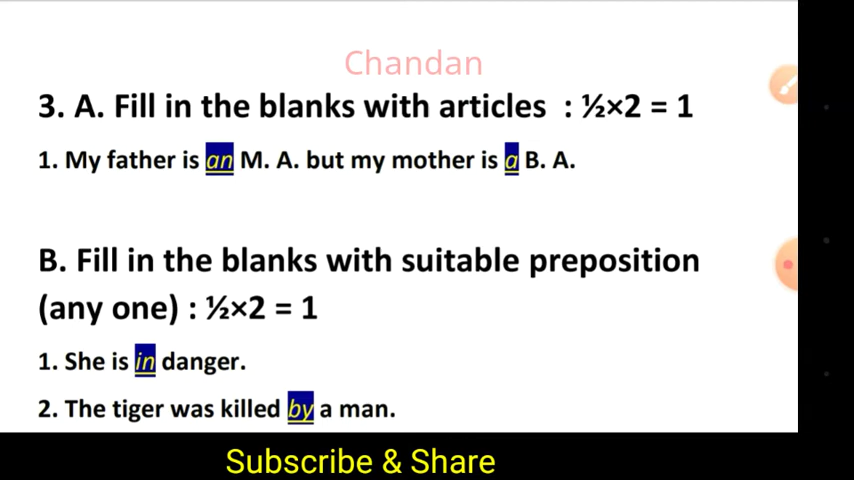 Chandan
3. A. Fill in the blanks with articles : ½×2 = 1
1. My father is an M. A. but my mother is a B. A.
B. Fill in the blanks with suitable preposition
(any one) : ½×2 = 1
1. She is in danger.
2. The tiger was killed by a man.
Subscribe & Share